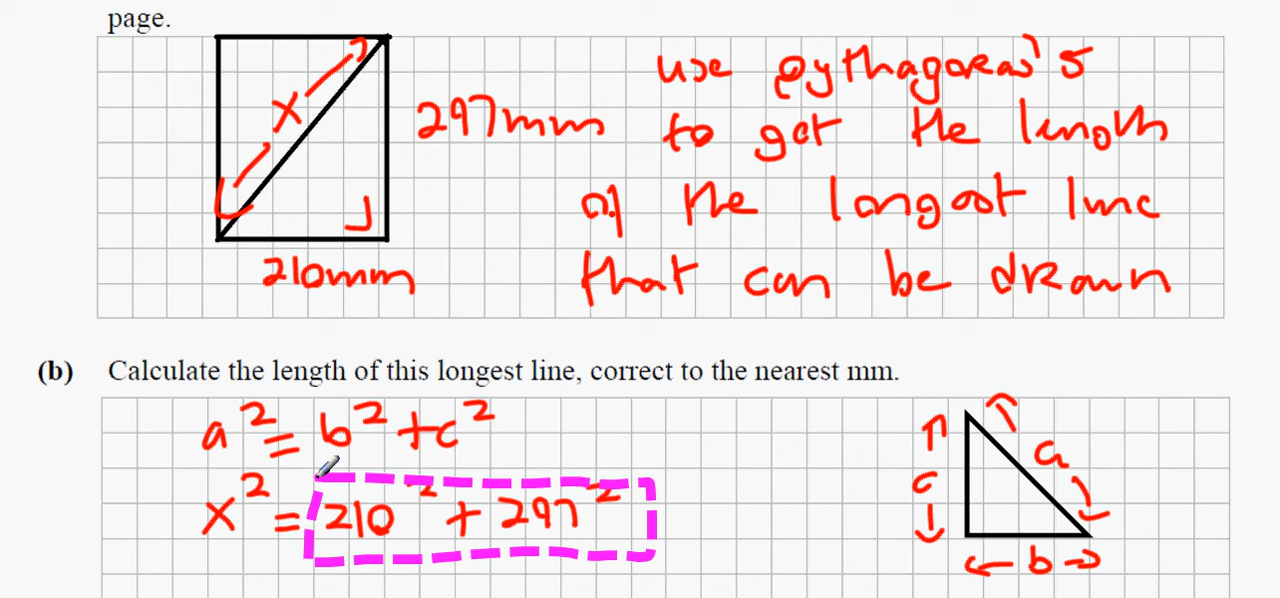 page.
x
297mm
210mm
use pythagoras's
to get the length
of the longest line
that can be drawn
(b) Calculate the length of this longest line, correct to the nearest mm.
a² = b² + c²
x² = 210² + 297²
a
c
b